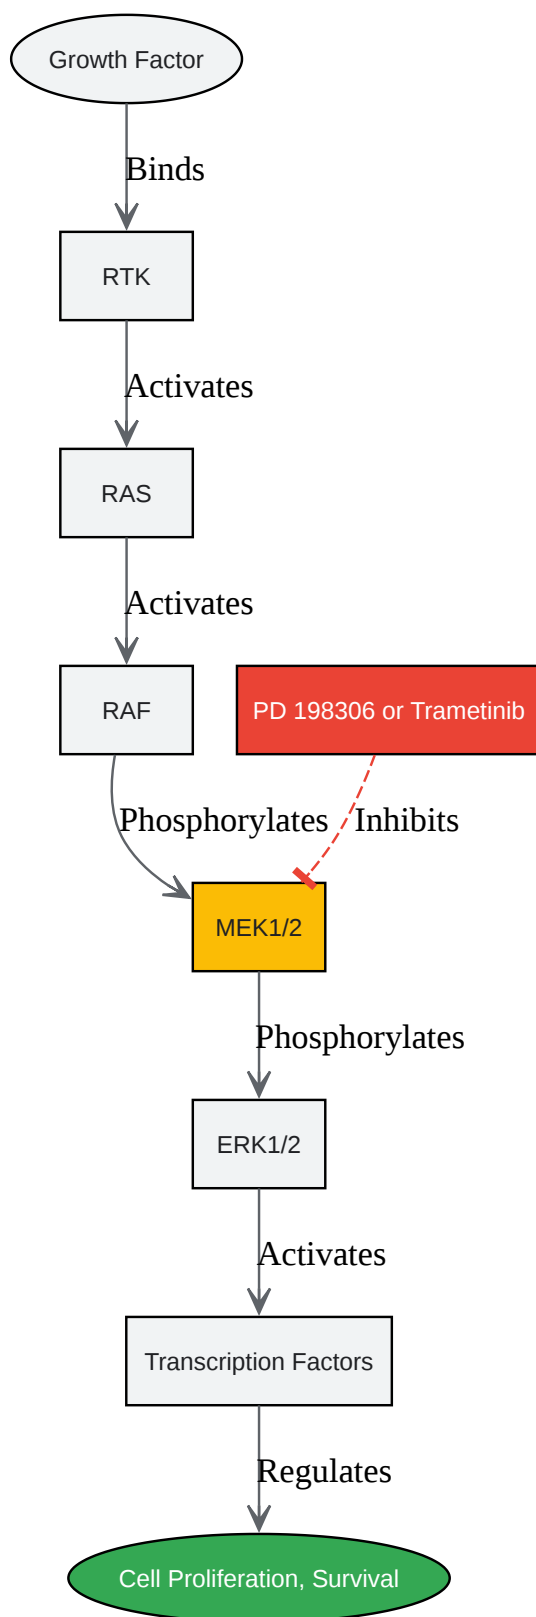 Growth Factor
Binds
RTK
Activates
RAS
Activates
RAF
PD 198306 or Trametinib
Phosphorylates
Inhibits
MEK1/2
Phosphorylates
ERK1/2
Activates
Transcription Factors
Regulates
Cell Proliferation, Survival